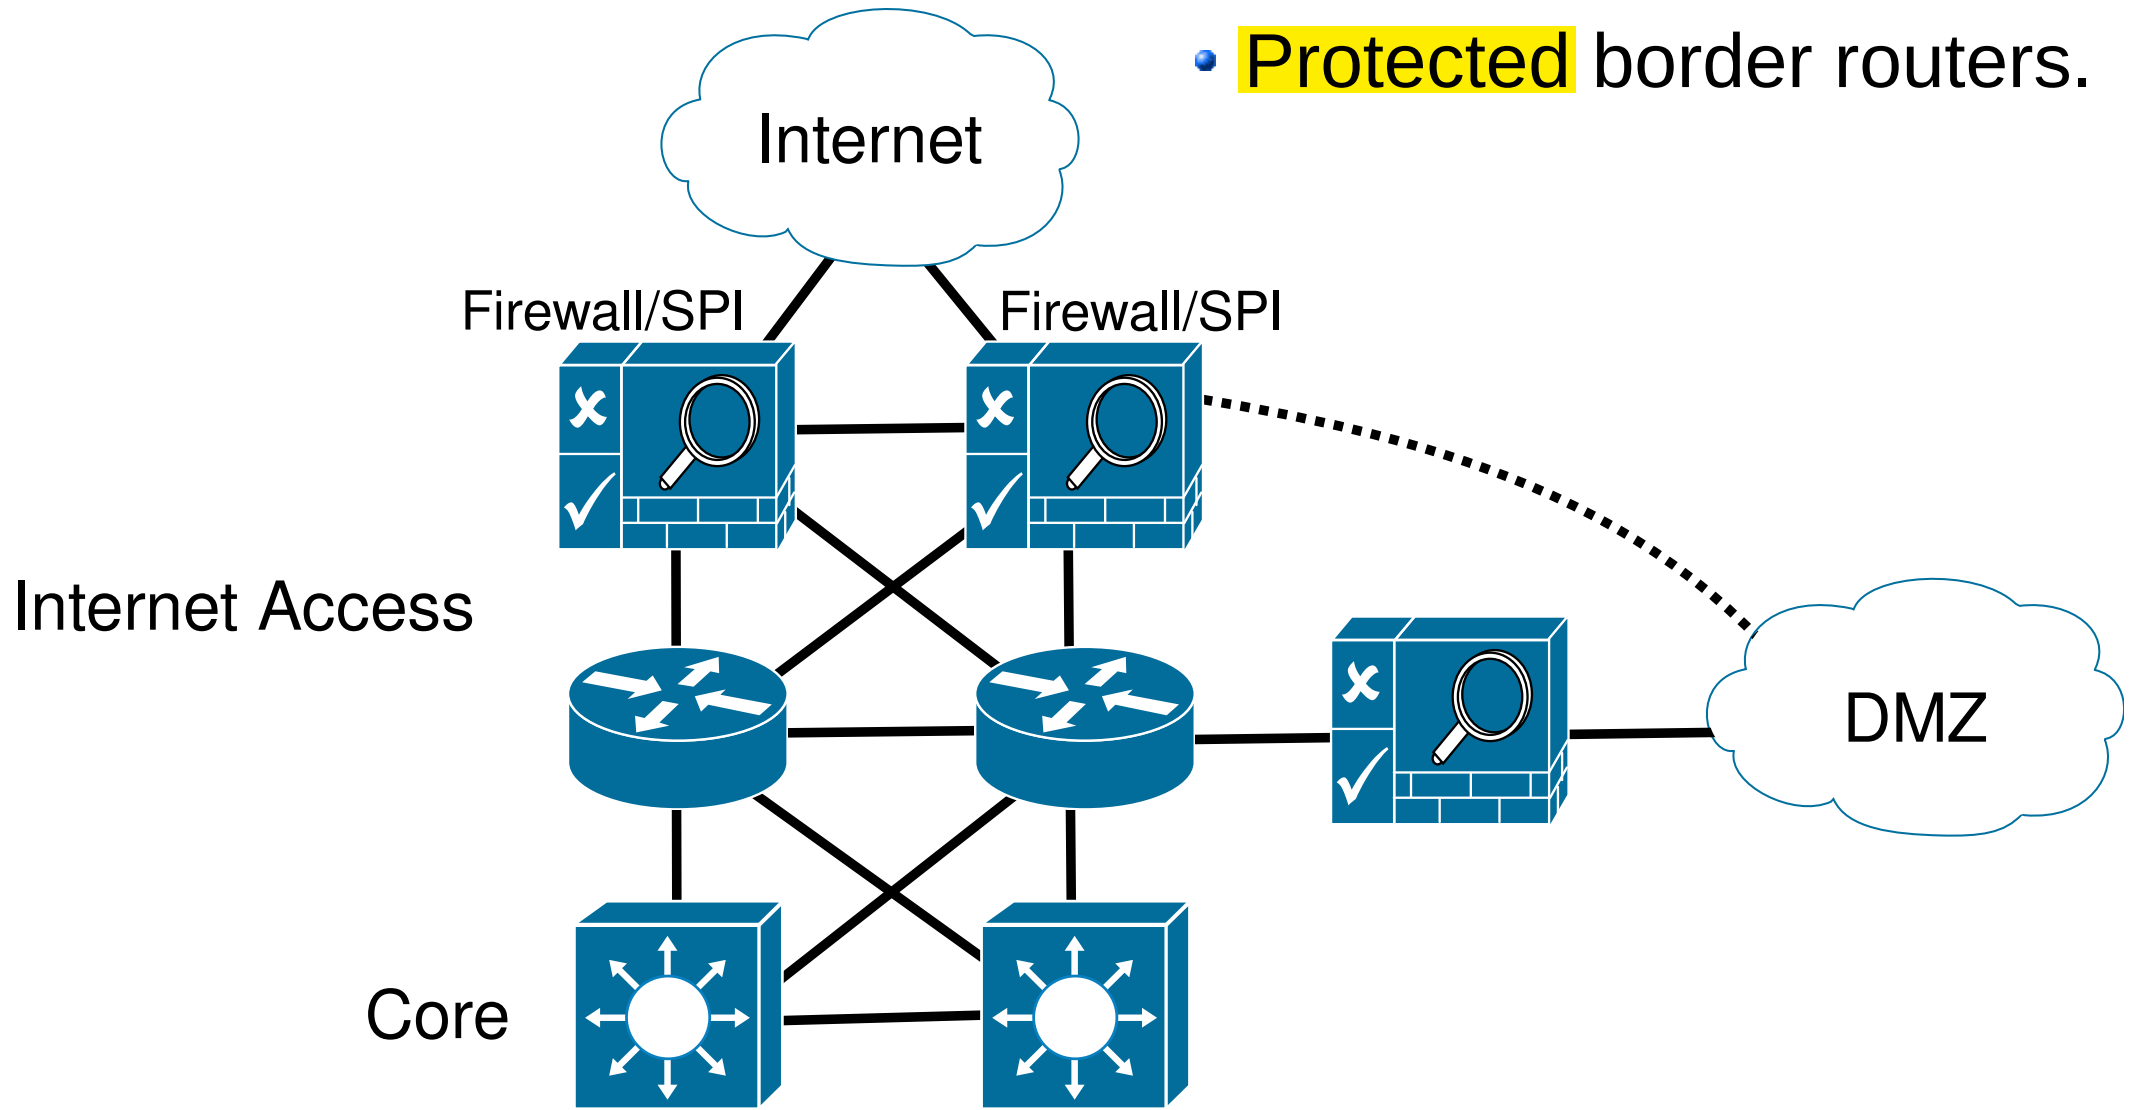 Protected border routers.
Internet
Firewall/SPI
Firewall/SPI
Internet Access
DMZ
Core